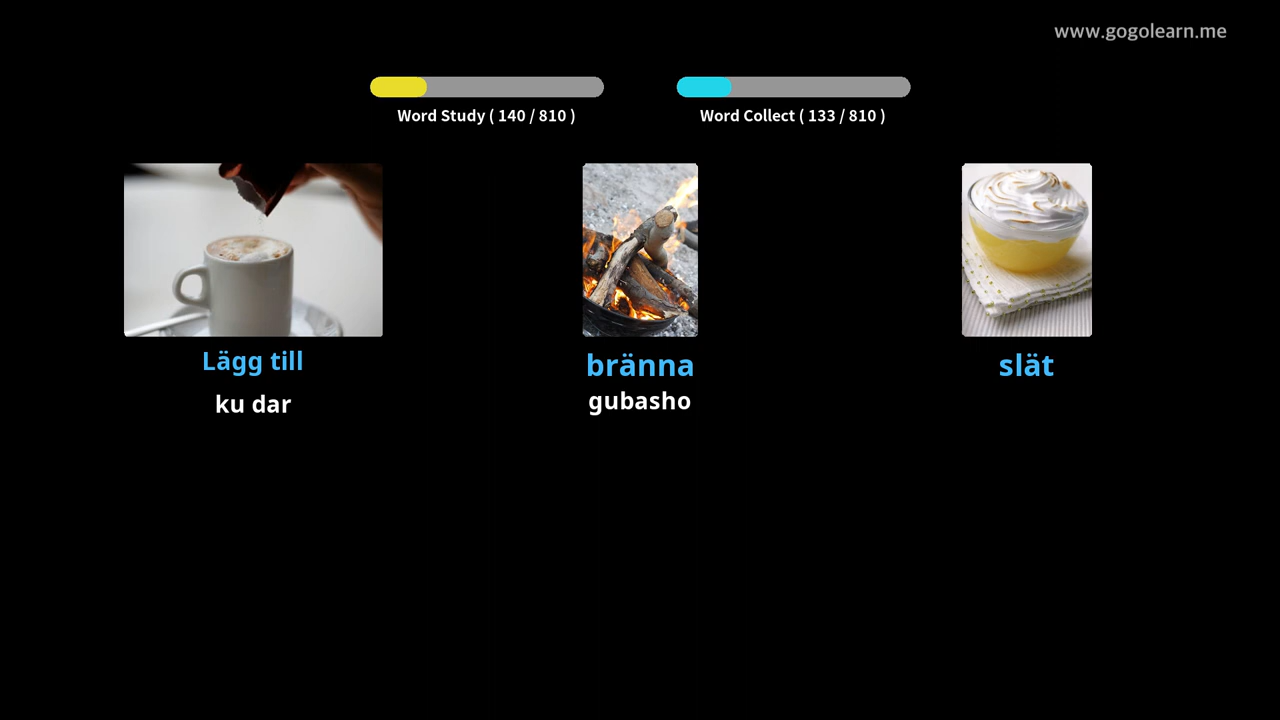 www.gogolearn.me
Word Study ( 140 / 810 )
Word Collect ( 133 / 810 )
Lägg till
ku dar
bränna
gubasho
slät